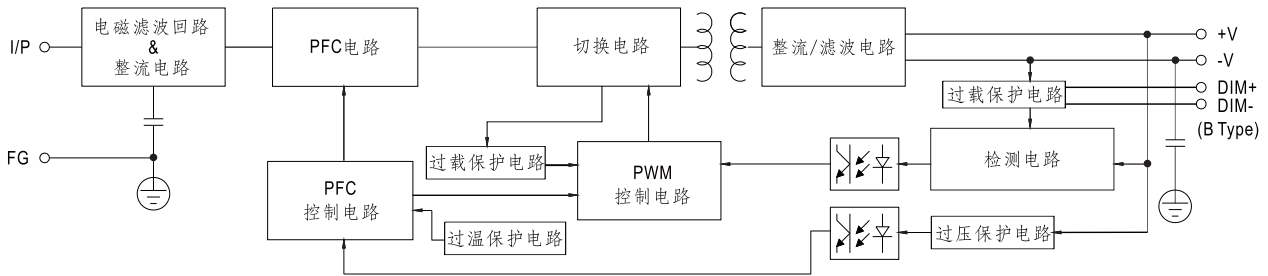 I/P
电磁滤波回路
&
整流电路
PFC电路
切换电路
整流/滤波电路
+V
-V
过载保护电路
DIM+
DIM-
(B Type)
FG
过载保护电路
PFC
控制电路
PWM
控制电路
检测电路
过温保护电路
过压保护电路